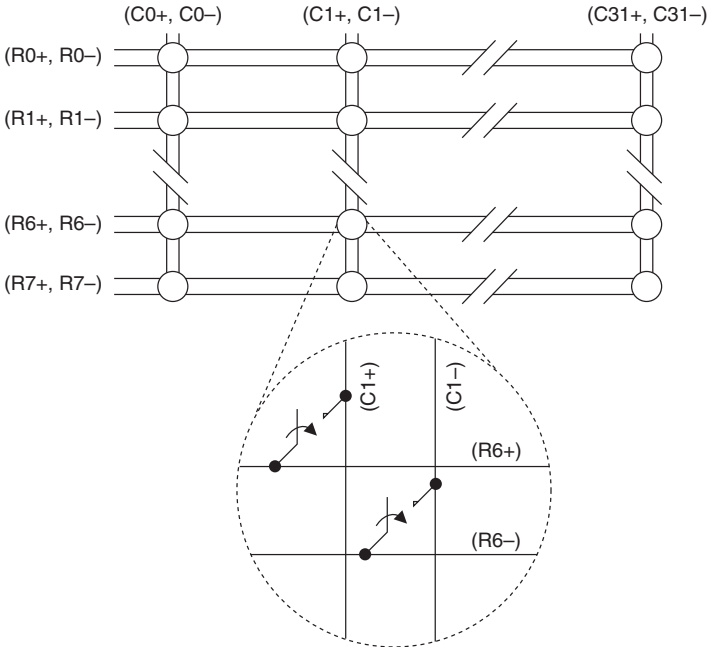 (C0+, C0–) (C1+, C1–) (C31+, C31–)
(R0+, R0–)
(R1+, R1–)
(R6+, R6–)
(R7+, R7–)
(C1+)
(C1–)
(R6+)
(R6–)